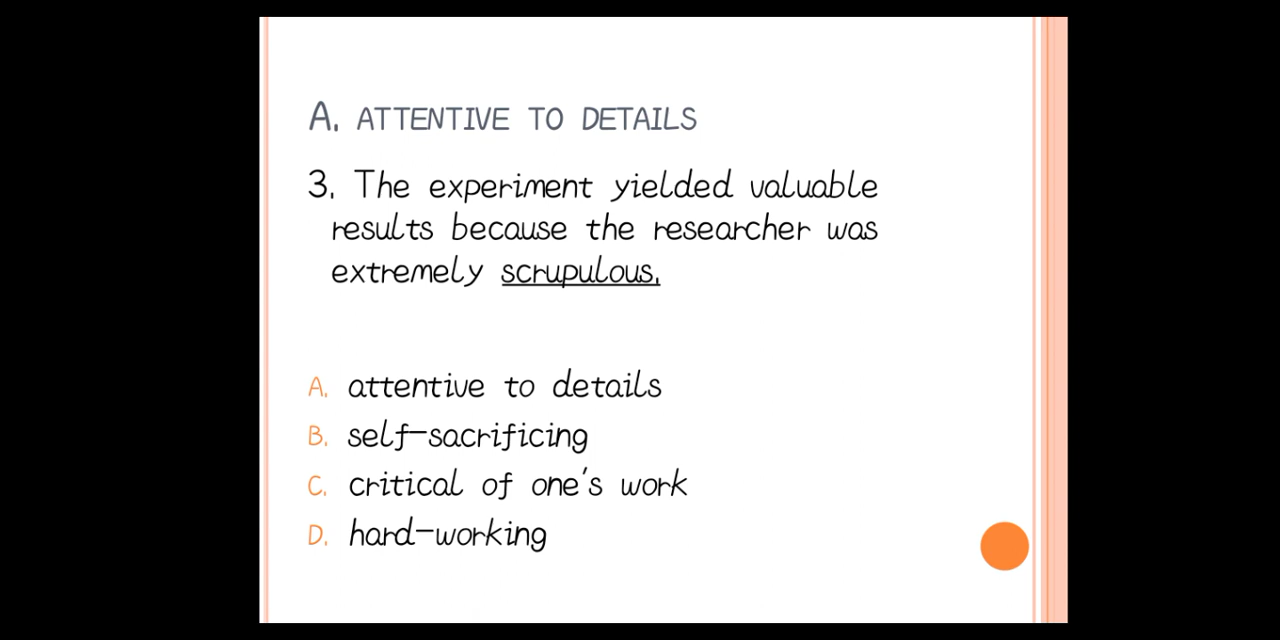 A. ATTENTIVE TO DETAILS
3. The experiment yielded valuable
results because the researcher was
extremely scrupulous.
A. attentive to details
B. self-sacrificing
C. critical of one's work
D. hard-working